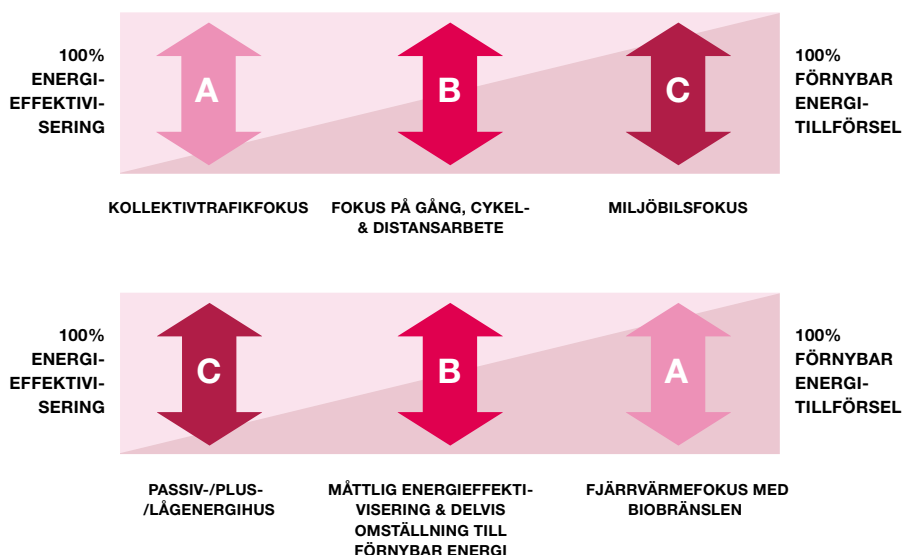 100%
ENERGI-
EFFEKTIVI-
SERING
A
B
C
100%
FÖRNYBAR
ENERGI-
TILLFÖRSEL
KOLLEKTIVTRAFIKFOKUS
FOKUS PÅ GÅNG, CYKEL-
& DISTANSARBETE
MILJÖBILSFOKUS
100%
ENERGI-
EFFEKTIVI-
SERING
C
B
A
100%
FÖRNYBAR
ENERGI-
TILLFÖRSEL
PASSIV-/PLUS-
/LÅGENERGIHUS
MÅTTLIG ENERGIEFFEKTI-
VISERING & DELVIS
OMSTÄLLNING TILL
FÖRNYBAR ENERGI
FJÄRRVÄRMEFOKUS MED
BIOBRÄNSLEN